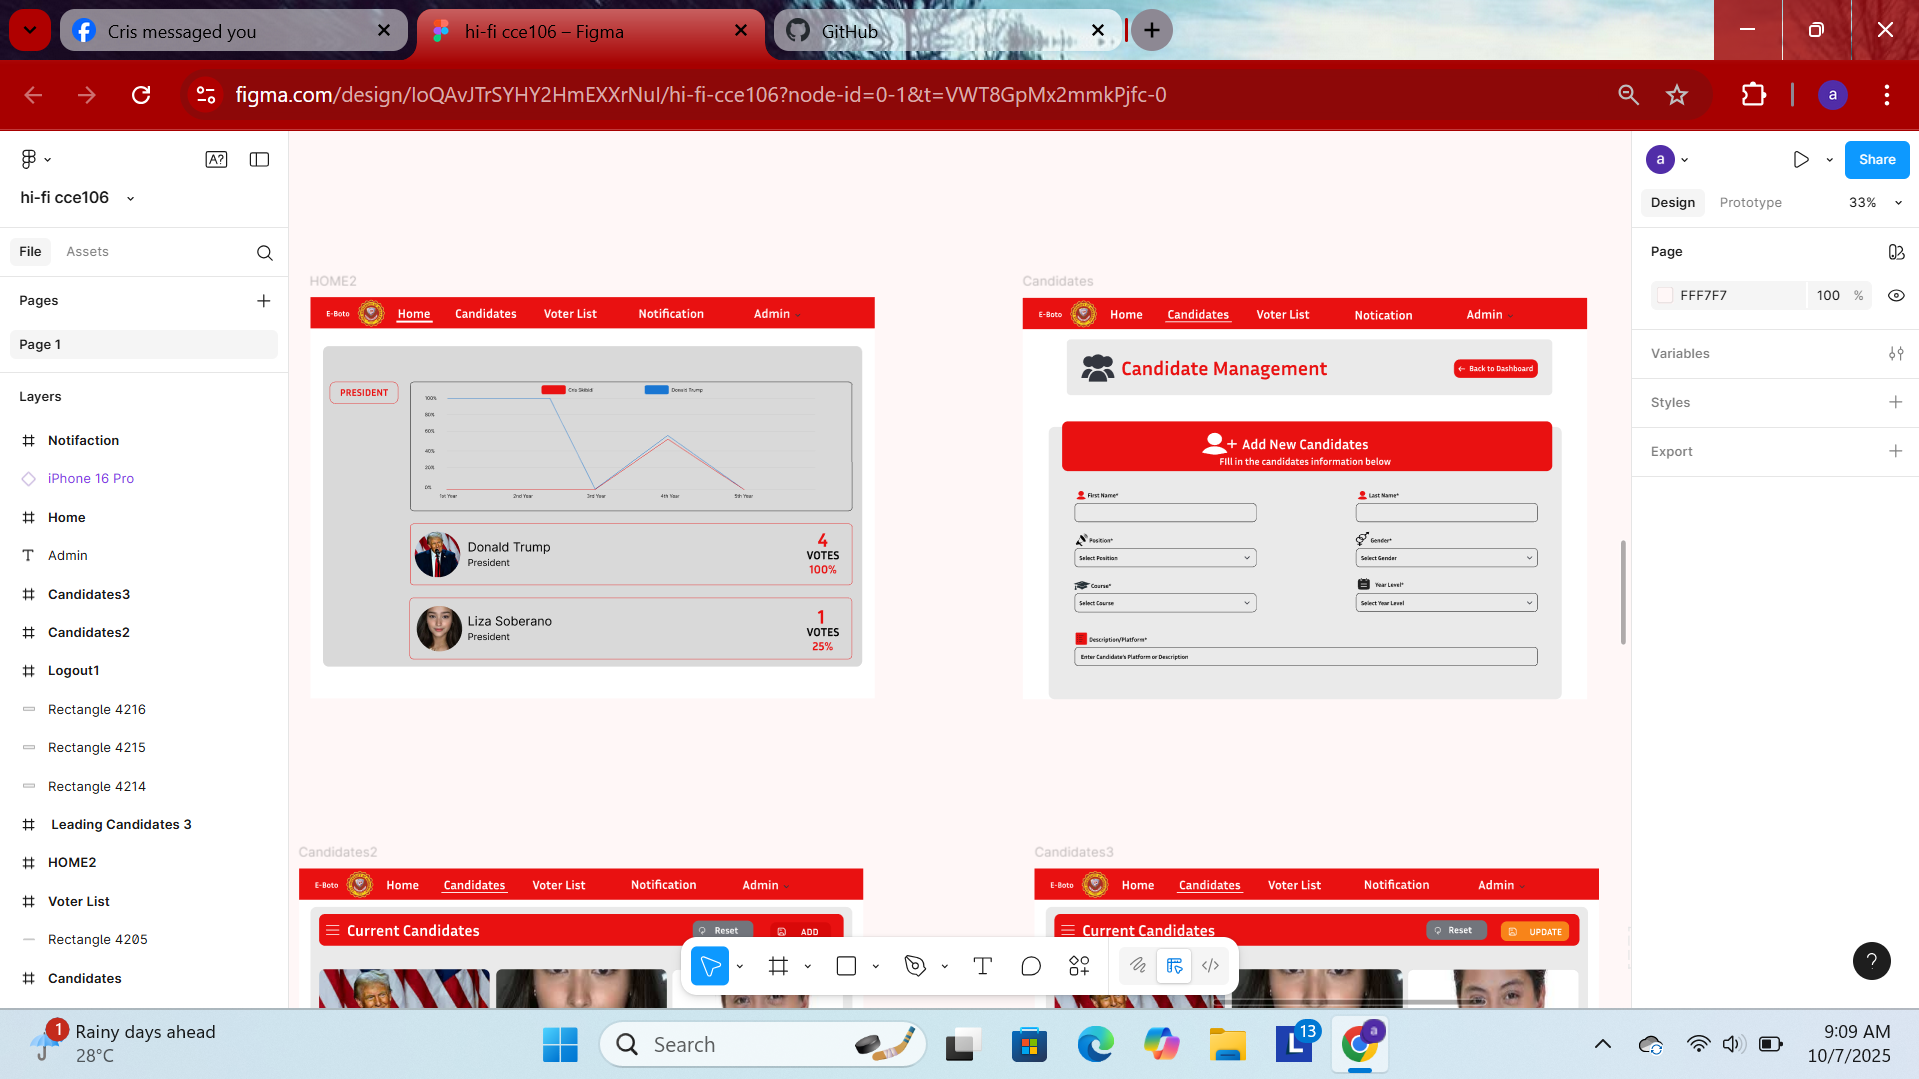 Cris messaged you
hi-fi cce106 – Figma
GitHub
figma.com/design/IoQAvJTrSYHY2HmEXXrNuI/hi-fi-cce106?node-id=0-1&t=VWT8GpMx2mmkPjfc-0
a
A?
hi-fi cce106
File
Assets
Pages
Page 1
Layers
Notifaction
iPhone 16 Pro
Home
Admin
Candidates3
Candidates2
Logout1
Rectangle 4216
Rectangle 4215
Rectangle 4214
Leading Candidates 3
HOME2
Voter List
Rectangle 4205
Candidates
HOME2
E-Boto
Home
Candidates
Voter List
Notification
Admin
PRESIDENT
Cris Skibidi
Donald Trump
100%
80%
60%
40%
20%
0%
1st Year
2nd Year
3rd Year
4th Year
5th Year
Donald Trump
President
4
VOTES
100%
Liza Soberano
President
1
VOTES
25%
Candidates
E-Boto
Home
Candidates
Voter List
Notication
Admin
Candidate Management
← Back to Dashboard
+ Add New Candidates
FIll in the candidates information below
First Name*
Last Name*
Position*
Select Position
Gender*
Select Gender
Course*
Select Course
Year Level*
Select Year Level
Description/Platform*
Enter Candidate's Platform or Description
Candidates2
E-Boto
Home
Candidates
Voter List
Notification
Admin
Current Candidates
Reset
ADD
Candidates3
E-Boto
Home
Candidates
Voter List
Notification
Admin
Current Candidates
Reset
UPDATE
a
Share
Design
Prototype
33%
Page
FFF7F7
100
%
Variables
Styles
Export
?
1
Rainy days ahead
28°C
Search
L
13
a
9:09 AM
10/7/2025